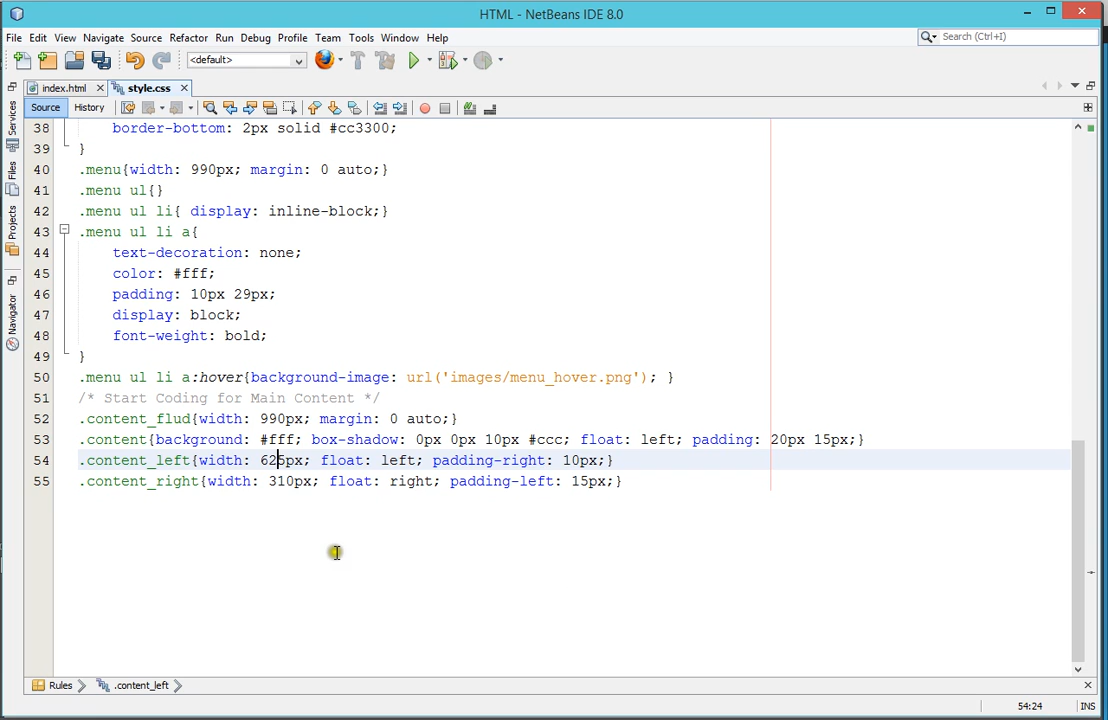 HTML - NetBeans IDE 8.0
File Edit View Navigate Source Refactor Run Debug Profile Team Tools Window Help
Search (Ctrl+I)
<default>
index.html
style.css
Source
History
Services
Files
Projects
Navigator
38 border-bottom: 2px solid #cc3300;
39 }
40 .menu{width: 990px; margin: 0 auto;}
41 .menu ul{}
42 .menu ul li{ display: inline-block;}
43 .menu ul li a{
44 text-decoration: none;
45 color: #fff;
46 padding: 10px 29px;
47 display: block;
48 font-weight: bold;
49 }
50 .menu ul li a:hover{background-image: url('images/menu_hover.png'); }
51 /* Start Coding for Main Content */
52 .content_flud{width: 990px; margin: 0 auto;}
53 .content{background: #fff; box-shadow: 0px 0px 10px #ccc; float: left; padding: 20px 15px;}
54 .content_left{width: 625px; float: left; padding-right: 10px;}
55 .content_right{width: 310px; float: right; padding-left: 15px;}
Rules
.content_left
54:24
INS